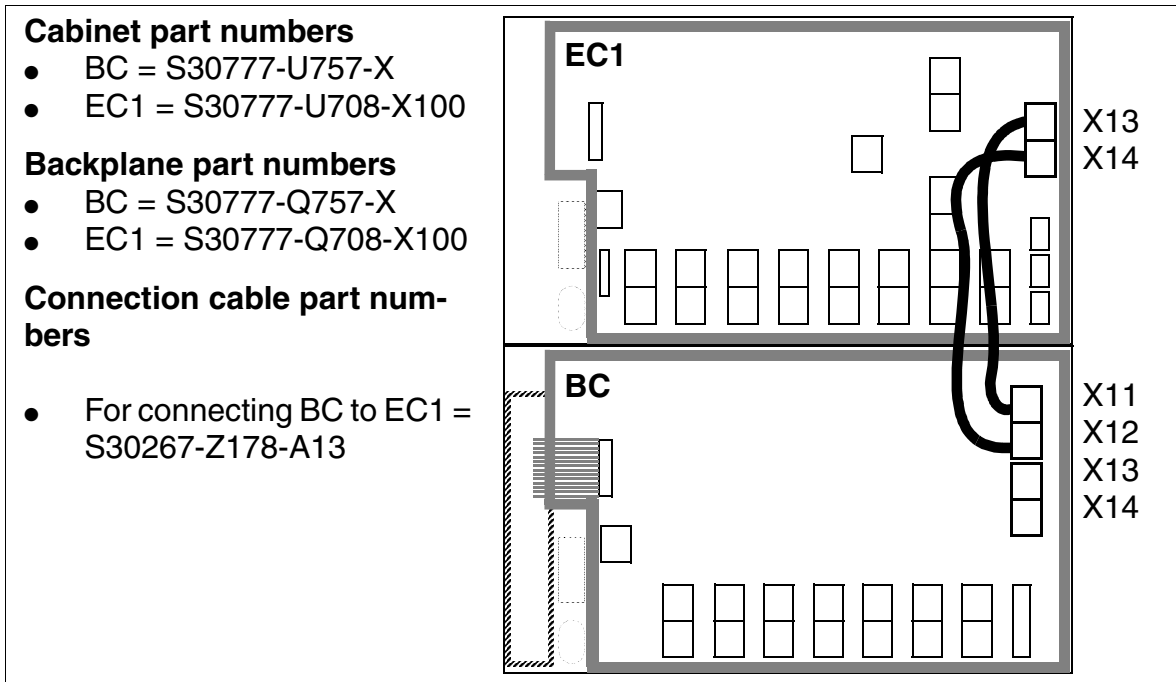 Cabinet part numbers
● BC = S30777-U757-X
● EC1 = S30777-U708-X100
Backplane part numbers
● BC = S30777-Q757-X
● EC1 = S30777-Q708-X100
Connection cable part num-
bers
● For connecting BC to EC1 =
S30267-Z178-A13
EC1
X13
X14
BC
X11
X12
X13
X14